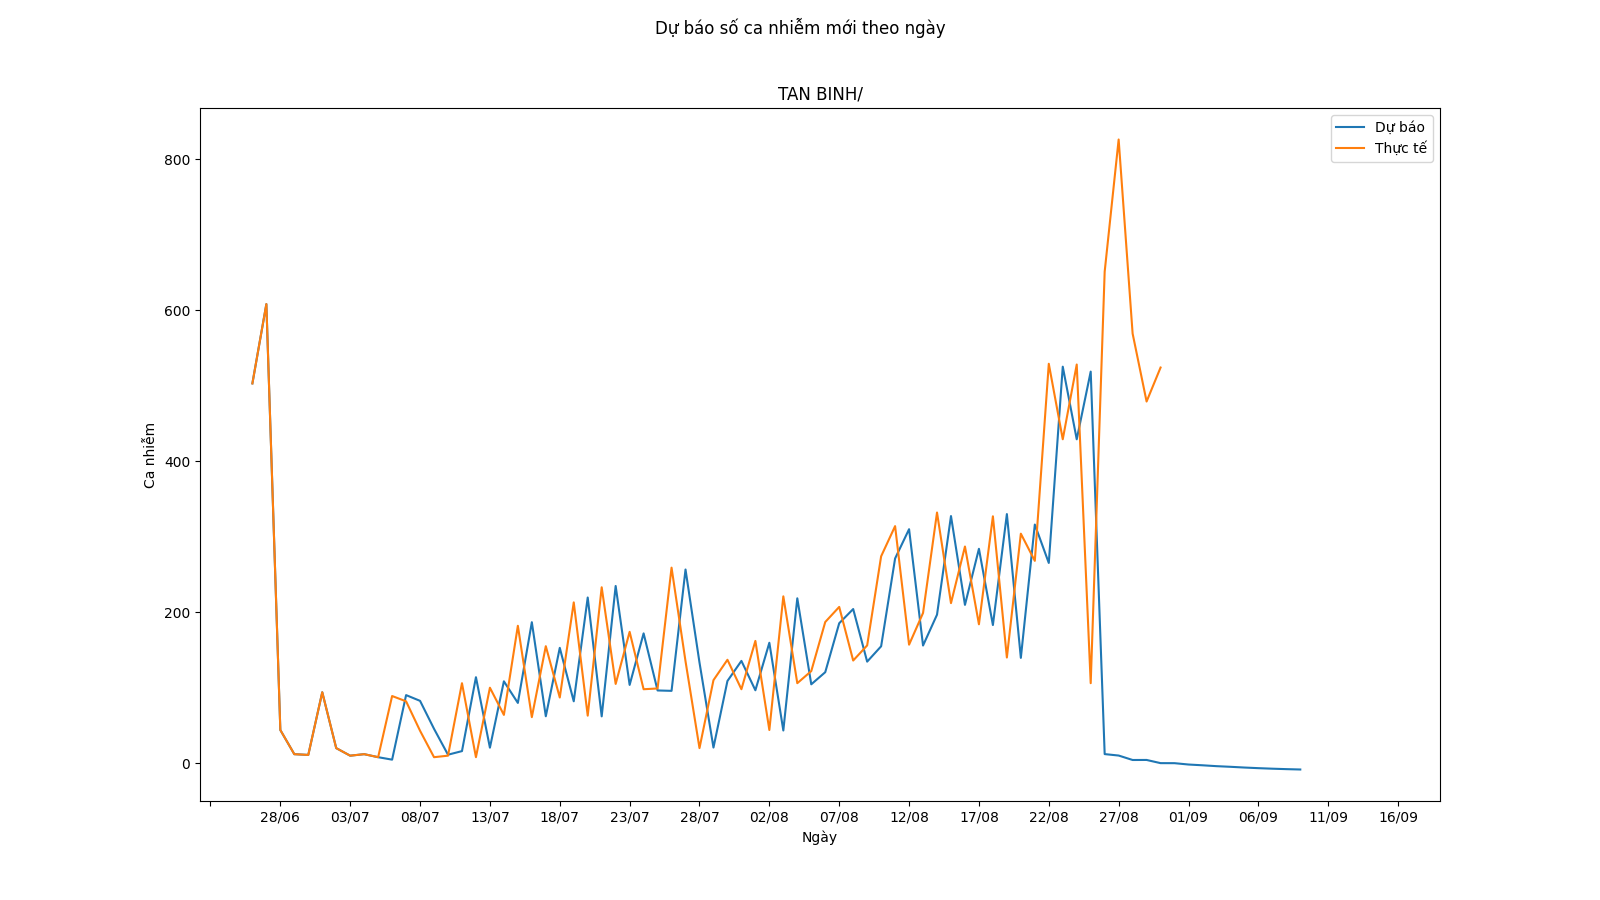 Dự báo số ca nhiễm mới theo ngày
TAN BINH/
Dự báo
Thực tế
800
600
400
200
0
Ca nhiễm
28/06 03/07 08/07 13/07 18/07 23/07 28/07 02/08 07/08 12/08 17/08 22/08 27/08 01/09 06/09 11/09 16/09
Ngày